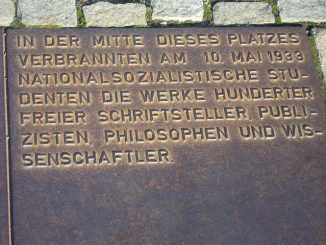 IN DER MITTE DIESES PLATZES
VERBRANNTEN AM 10. MAI 1933
NATIONALSOZIALISTISCHE STU-
DENTEN DIE WERKE HUNDERTER
FREIER SCHRIFTSTELLER, PUBLI-
ZISTEN, PHILOSOPHEN UND WIS-
SENSCHAFTLER.